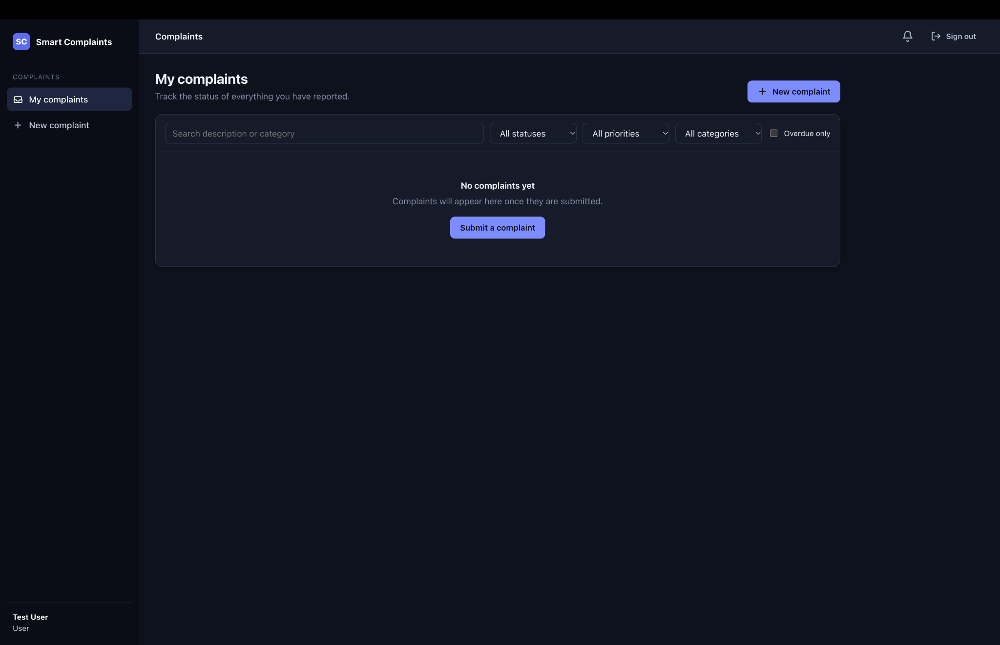 SC Smart Complaints
COMPLAINTS
My complaints
New complaint
Test User
User
Complaints
Sign out
My complaints
Track the status of everything you have reported.
New complaint
Search description or category
All statuses
All priorities
All categories
Overdue only
No complaints yet
Complaints will appear here once they are submitted.
Submit a complaint